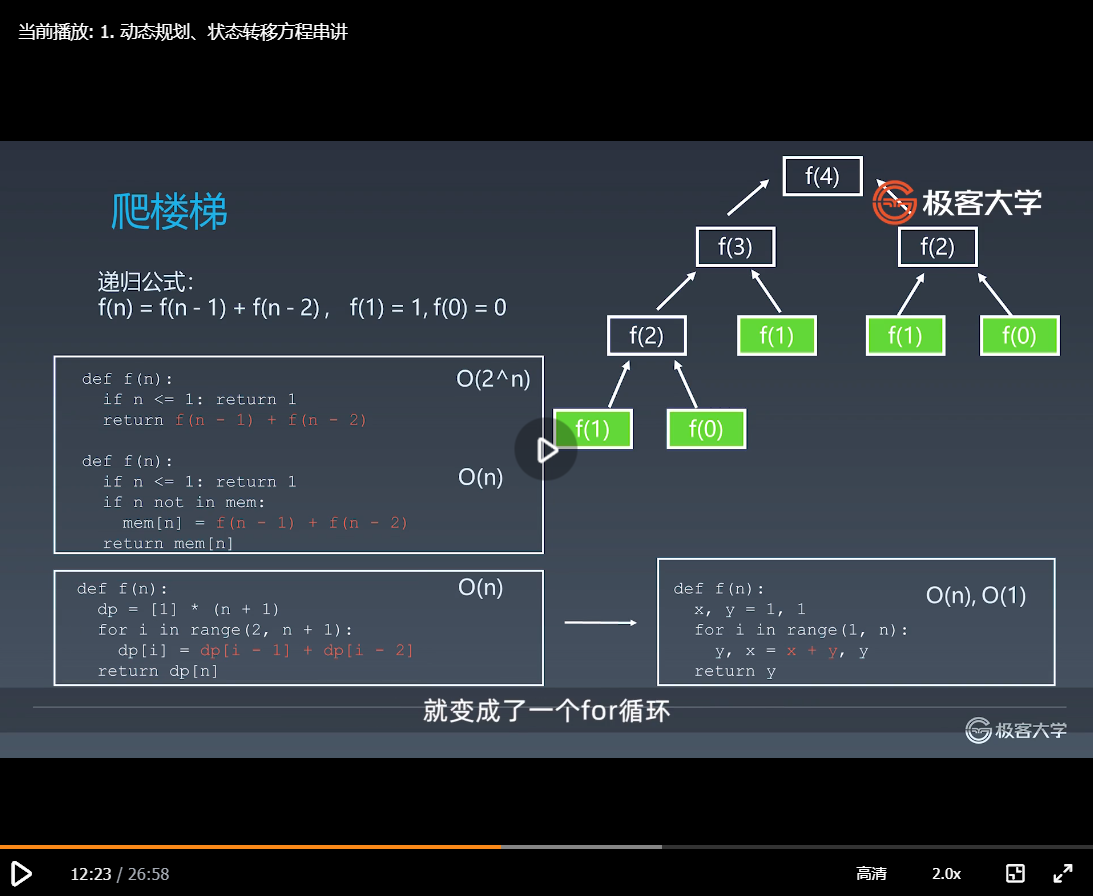 当前播放: 1. 动态规划、状态转移方程串讲
极客大学
爬楼梯
递归公式:
f(n) = f(n - 1) + f(n - 2) ,   f(1) = 1, f(0) = 0
f(4)
f(3)
f(2)
f(2)
f(1)
f(1)
f(0)
f(1)
f(0)
def f(n):
  if n <= 1: return 1
  return f(n - 1) + f(n - 2)
O(2^n)
def f(n):
  if n <= 1: return 1
  if n not in mem:
    mem[n] = f(n - 1) + f(n - 2)
  return mem[n]
O(n)
def f(n):
  dp = [1] * (n + 1)
  for i in range(2, n + 1):
    dp[i] = dp[i - 1] + dp[i - 2]
  return dp[n]
O(n)
def f(n):
  x, y = 1, 1
  for i in range(1, n):
    y, x = x + y, y
  return y
O(n), O(1)
就变成了一个for循环
极客大学
12:23 / 26:58
高清
2.0x